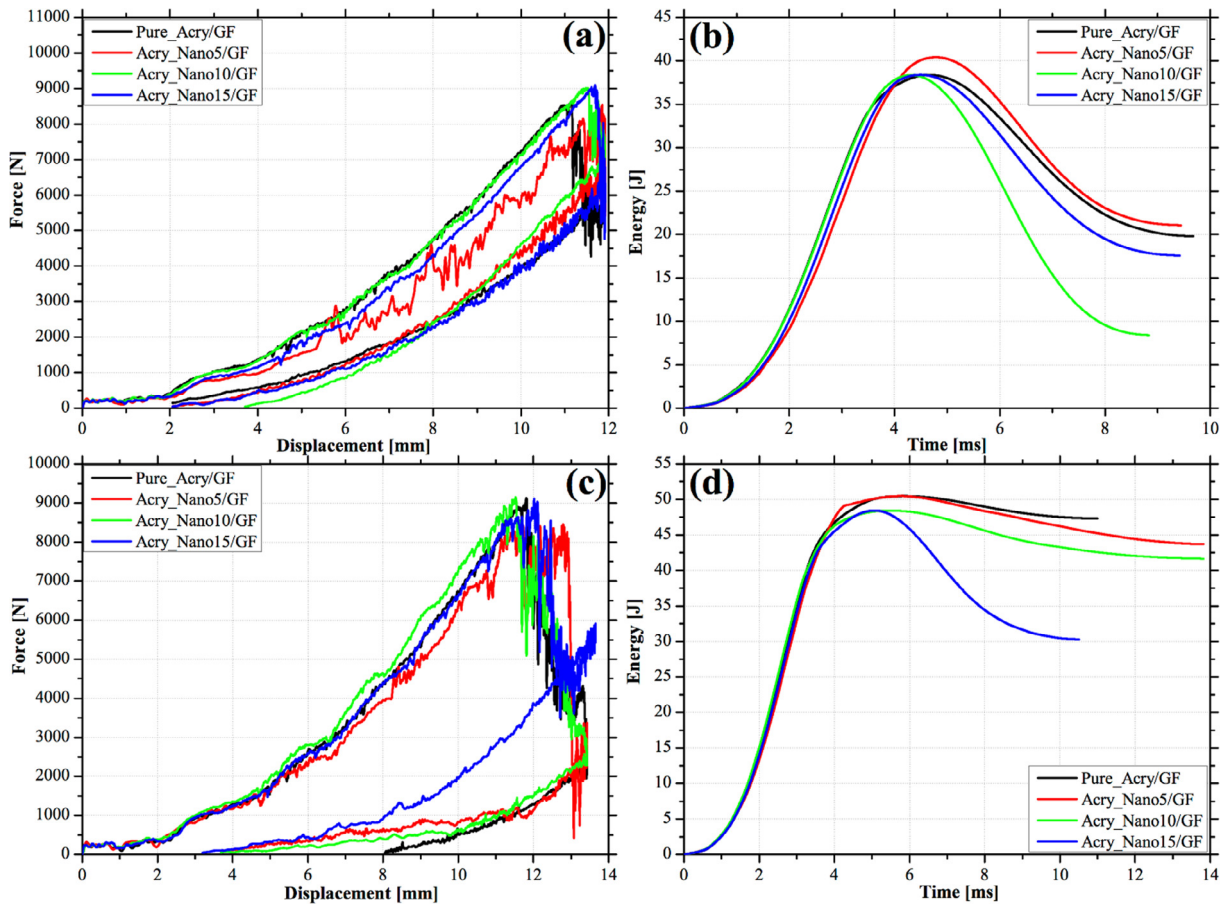 11000
10000
9000
8000
7000
6000
5000
4000
3000
2000
1000
0
Force [N]
Pure_Acry/GF
Acry_Nano5/GF
Acry_Nano10/GF
Acry_Nano15/GF
(a)
0 2 4 6 8 10 12
Displacement [mm]
45
40
35
30
25
20
15
10
5
0
Energy [J]
(b)
Pure_Acry/GF
Acry_Nano5/GF
Acry_Nano10/GF
Acry_Nano15/GF
0 2 4 6 8 10
Time [ms]
10000
9000
8000
7000
6000
5000
4000
3000
2000
1000
0
Force [N]
Pure_Acry/GF
Acry_Nano5/GF
Acry_Nano10/GF
Acry_Nano15/GF
(c)
0 2 4 6 8 10 12 14
Displacement [mm]
55
50
45
40
35
30
25
20
15
10
5
0
Energy [J]
(d)
Pure_Acry/GF
Acry_Nano5/GF
Acry_Nano10/GF
Acry_Nano15/GF
0 2 4 6 8 10 12 14
Time [ms]